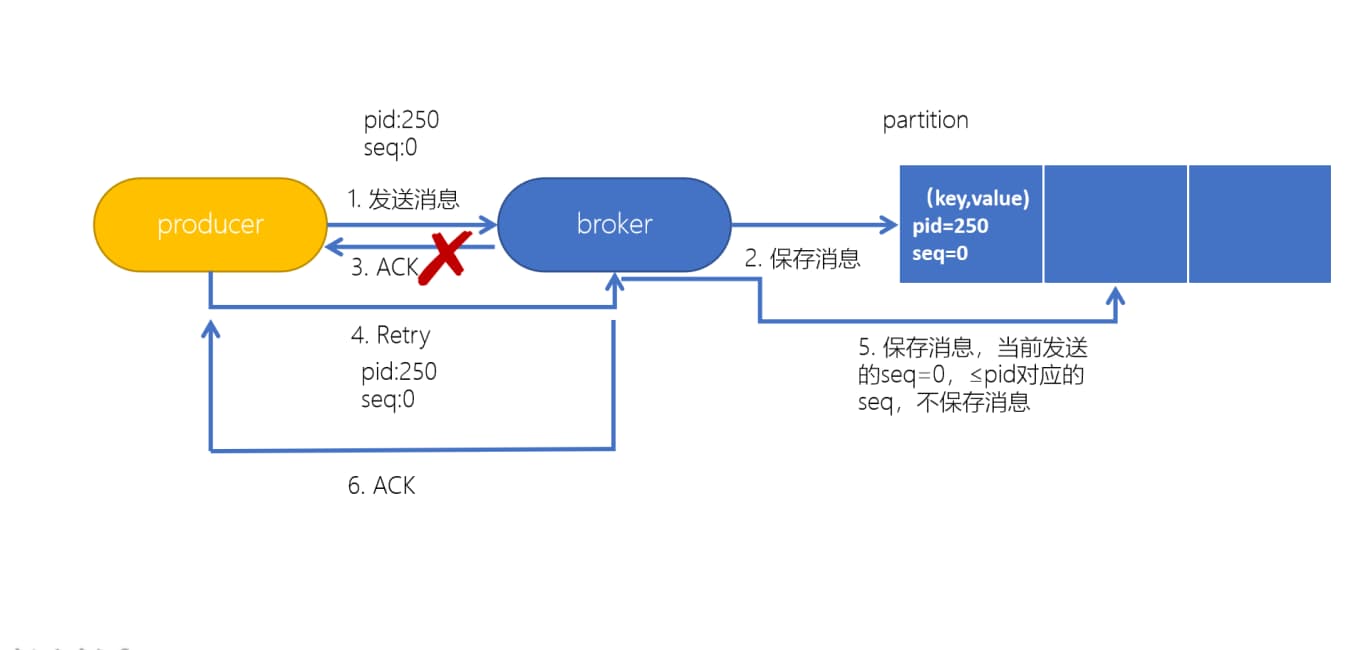 pid:250
seq:0
partition
1. 发送消息
producer
broker
（key,value)
pid=250
seq=0
2. 保存消息
3. ACK
4. Retry
pid:250
seq:0
5. 保存消息，当前发送
的seq=0，≤pid对应的
seq，不保存消息
6. ACK